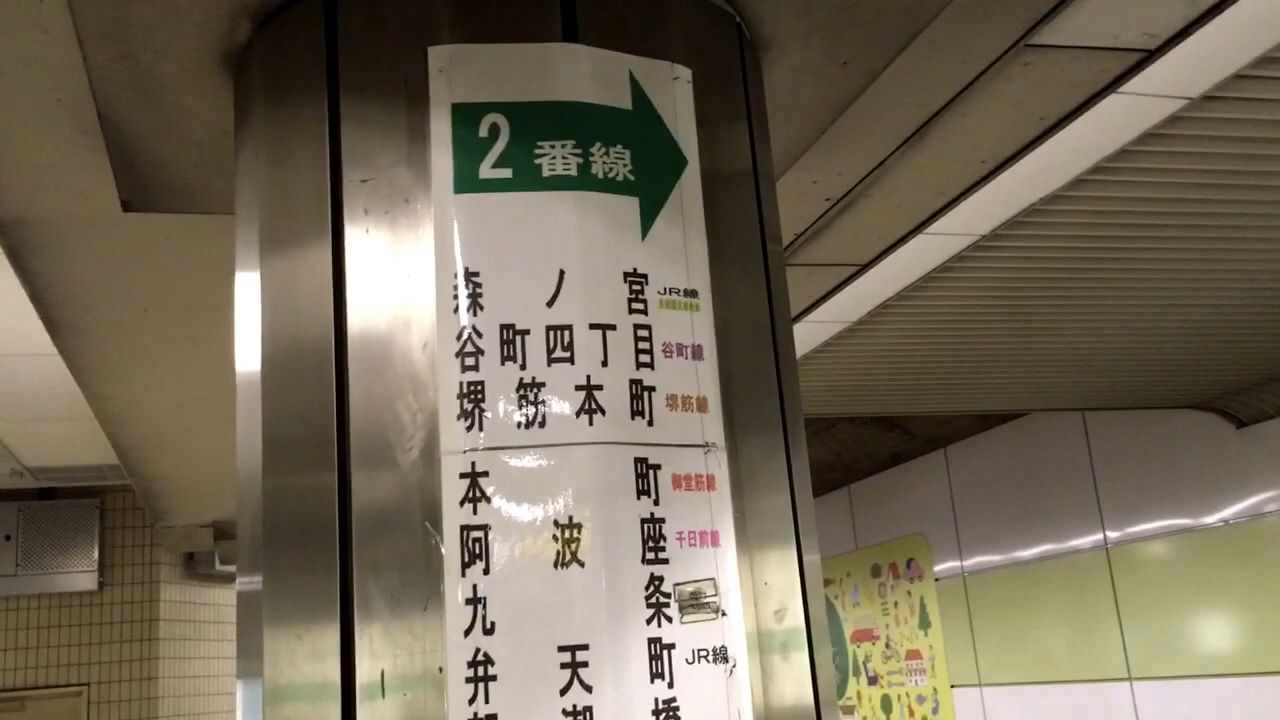 2番線
森ノ宮 JR線
谷町四丁目 谷町線
堺筋本町 堺筋線
本町 御堂筋線
阿波座 千日前線
九条
弁天町 JR線